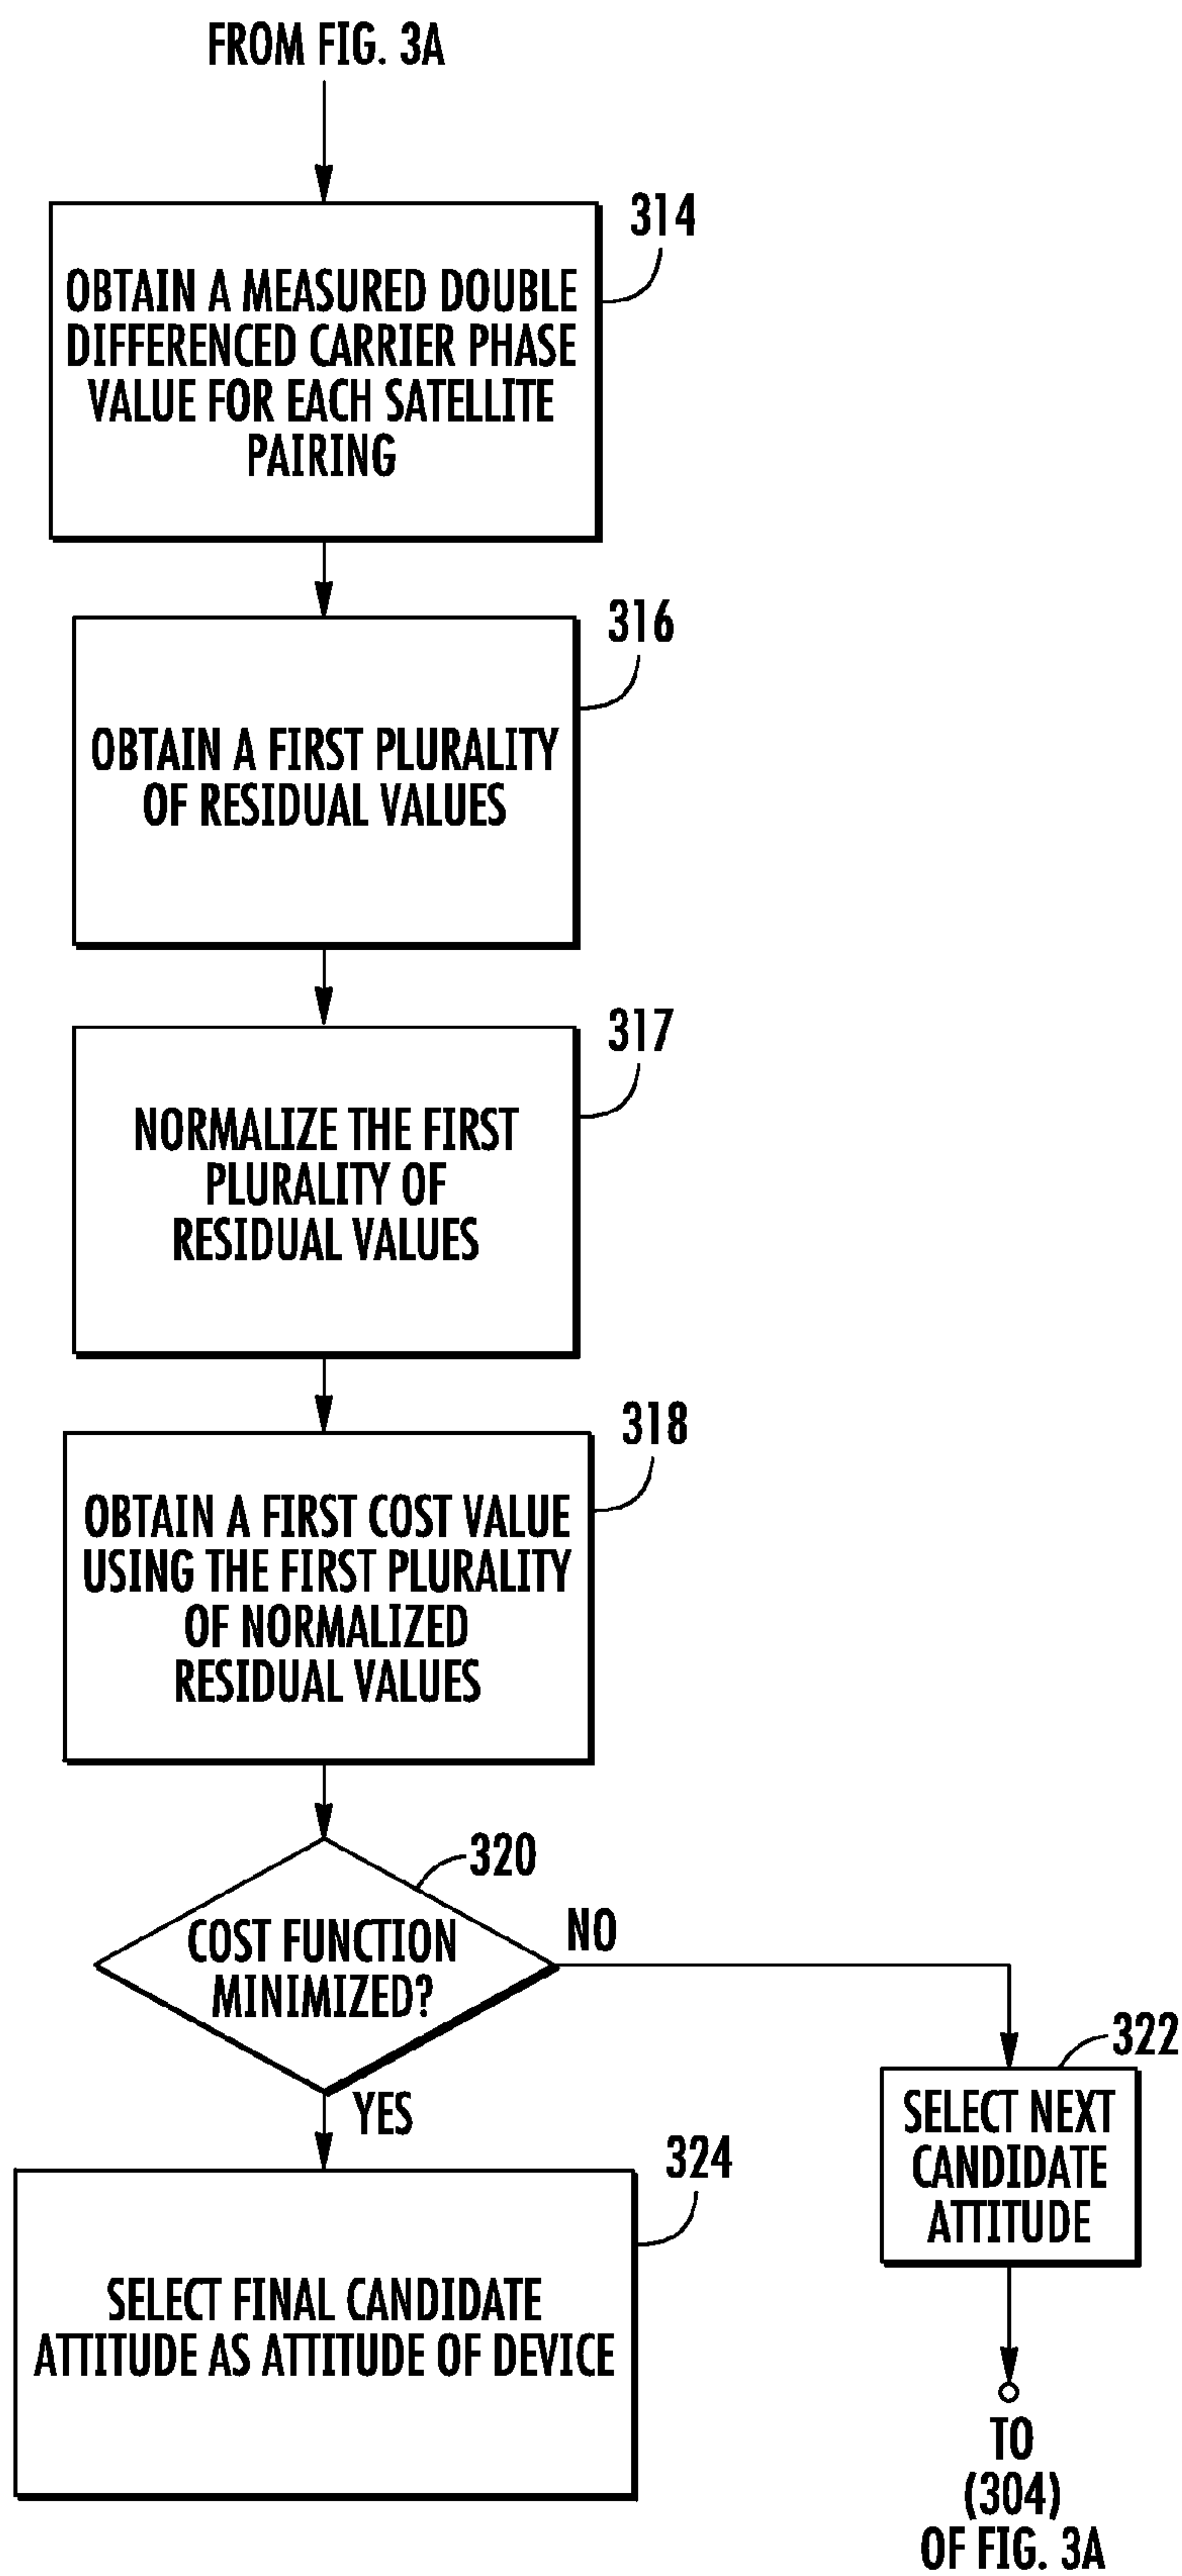 FROM FIG. 3A
314
OBTAIN A MEASURED DOUBLE
DIFFERENCED CARRIER PHASE
VALUE FOR EACH SATELLITE
PAIRING
316
OBTAIN A FIRST PLURALITY
OF RESIDUAL VALUES
317
NORMALIZE THE FIRST
PLURALITY OF
RESIDUAL VALUES
318
OBTAIN A FIRST COST VALUE
USING THE FIRST PLURALITY
OF NORMALIZED
RESIDUAL VALUES
320
COST FUNCTION
MINIMIZED?
NO
YES
322
SELECT NEXT
CANDIDATE
ATTITUDE
324
SELECT FINAL CANDIDATE
ATTITUDE AS ATTITUDE OF DEVICE
TO
(304)
OF FIG. 3A